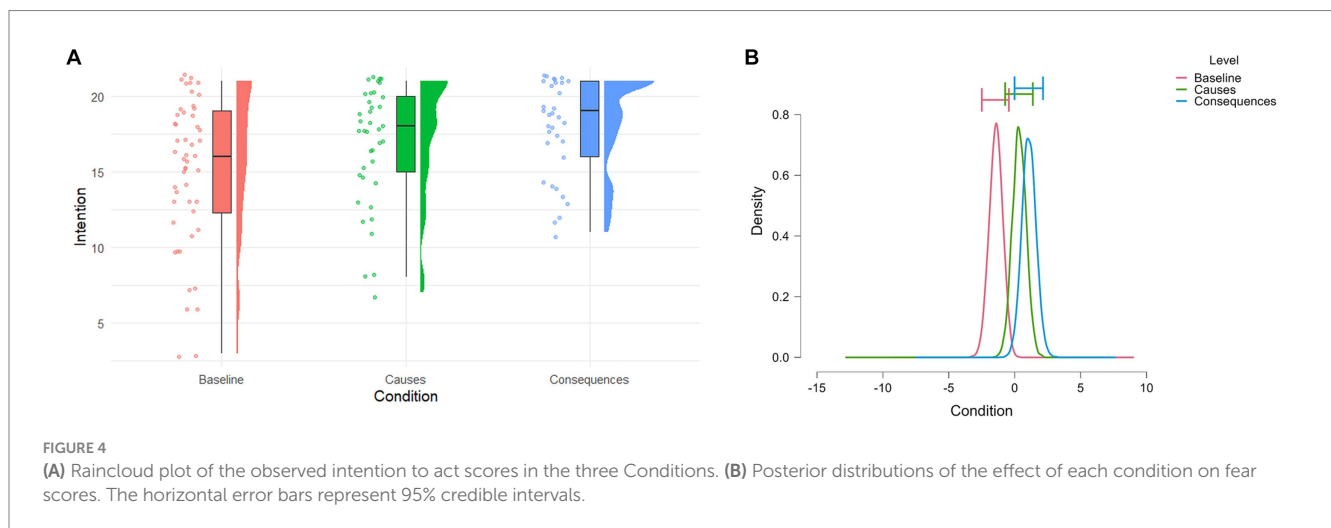 A
Intention
20
15
10
5
Baseline
Causes
Consequences
Condition
B
Level
Baseline
Causes
Consequences
Density
0.8
0.6
0.4
0.2
0.0
-15
-10
-5
0
5
10
Condition
FIGURE 4
(A) Raincloud plot of the observed intention to act scores in the three Conditions. (B) Posterior distributions of the effect of each condition on fear
scores. The horizontal error bars represent 95% credible intervals.